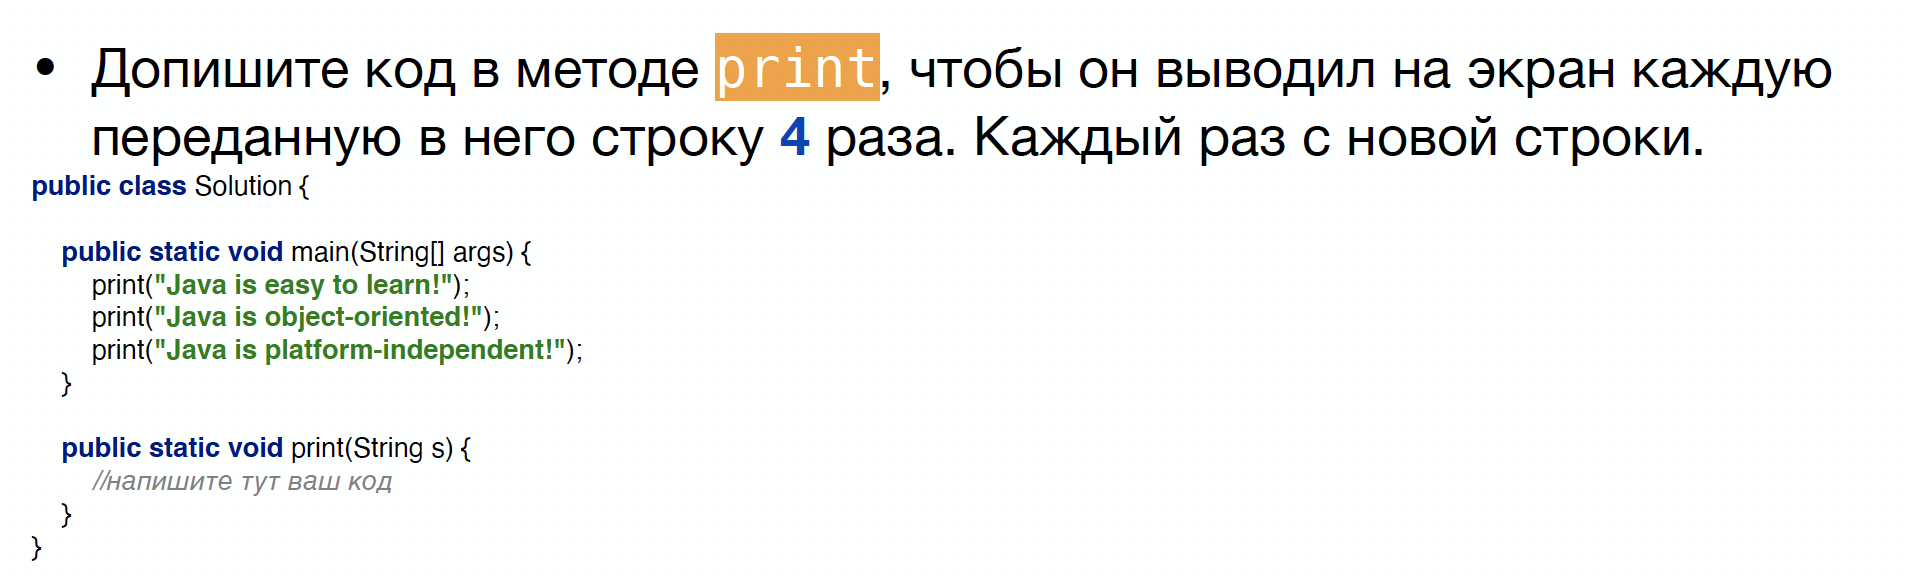 • Допишите код в методе print, чтобы он выводил на экран каждую
переданную в него строку 4 раза. Каждый раз с новой строки.
public class Solution {
public static void main(String[] args) {
print("Java is easy to learn!");
print("Java is object-oriented!");
print("Java is platform-independent!");
}
public static void print(String s) {
//напишите тут ваш код
}
}